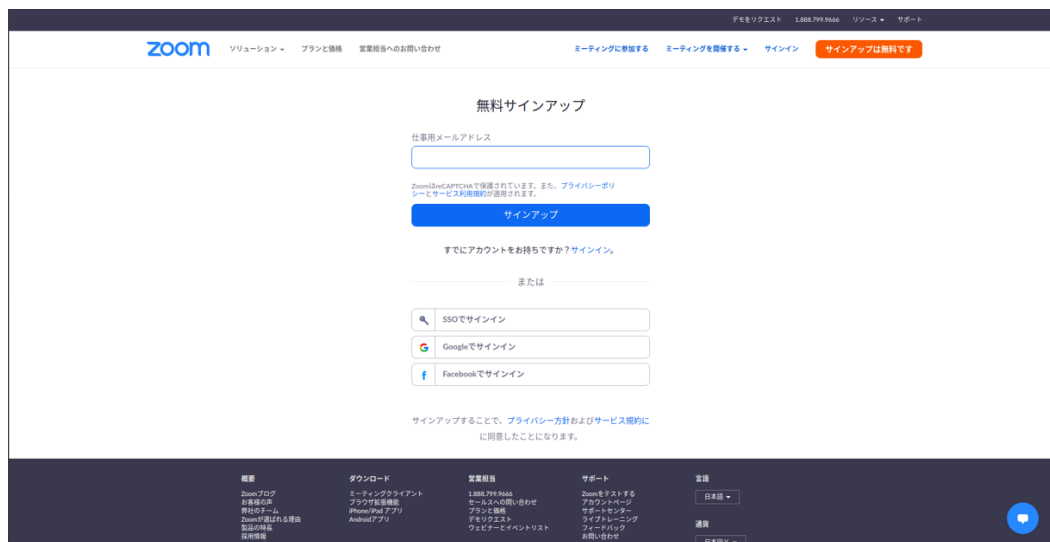 デモをリクエスト 1.888.799.9666 リソース サポート
zoom ソリューション プランと価格 営業担当へのお問い合わせ ミーティングに参加する ミーティングを開催する サインイン サインアップは無料です
無料サインアップ
仕事用メールアドレス
ZoomはreCAPTCHAで保護されています。また、プライバシーポリ
シーとサービス利用規約が適用されます。
サインアップ
すでにアカウントをお持ちですか？サインイン。
または
SSOでサインイン
Googleでサインイン
Facebookでサインイン
サインアップすることで、プライバシー方針およびサービス規約に
に同意したことになります。
概要
Zoomブログ
お客様の声
弊社のチーム
Zoomが選ばれる理由
製品の特長
採用情報
ダウンロード
ミーティングクライアント
ブラウザ拡張機能
iPhone/iPad アプリ
Androidアプリ
営業担当
1.888.799.9666
セールスへの問い合わせ
プランと価格
デモリクエスト
ウェビナーとイベントリスト
サポート
Zoomをテストする
アカウントページ
サポートセンター
ライブトレーニング
フィードバック
お問い合わせ
言語
日本語
通貨